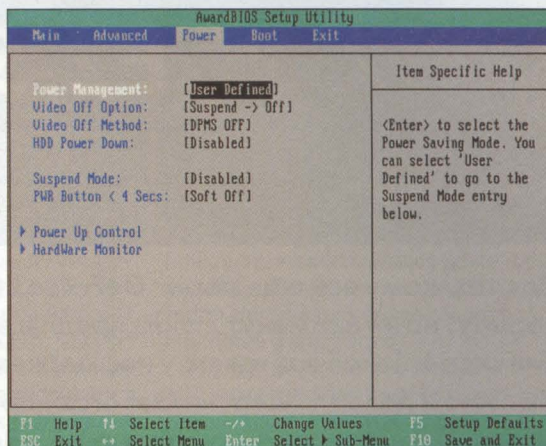 AwardBIOS Setup Utility
Main Advanced Power Boot Exit
Power Management: [User Defined]
Video Off Option: [Suspend -> Off]
Video Off Method: [DPMS OFF]
HDD Power Down: [Disabled]
Suspend Mode: [Disabled]
PWR Button < 4 Secs: [Soft Off]
▶ Power Up Control
▶ HardWare Monitor
Item Specific Help
<Enter> to select the
Power Saving Mode. You
can select 'User
Defined' to go to the
Suspend Mode entry
below.
F1 Help ↑↓ Select Item -/+ Change Values F5 Setup Defaults
ESC Exit ↔ Select Menu Enter Select ▶ Sub-Menu F10 Save and Exit